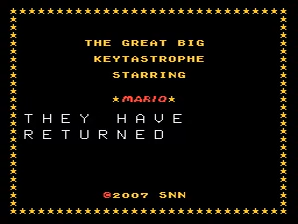 THE GREAT BIG
KEYTASTROPHE
STARRING
★MARIO★
THEY HAVE
RETURNED
©2007 SNN